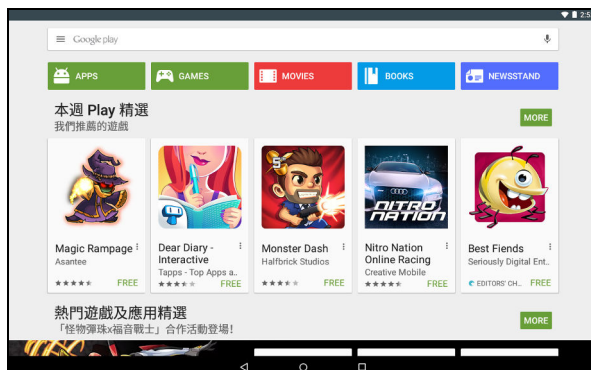 2:5
Google play
APPS
GAMES
MOVIES
BOOKS
NEWSSTAND
本週 Play 精選
我們推薦的遊戲
MORE
5
NITRO
NATION
Magic Rampage
Asantee
FREE
Dear Diary -
Interactive
Tapps - Top Apps a..
FREE
Monster Dash
Halfbrick Studios
FREE
Nitro Nation
Online Racing
Creative Mobile
FREE
Best Fiends
Seriously Digital Ent..
EDITORS' CH...
FREE
熱門遊戲及應用精選
「怪物彈珠x福音戰士」合作活動登場!
MORE